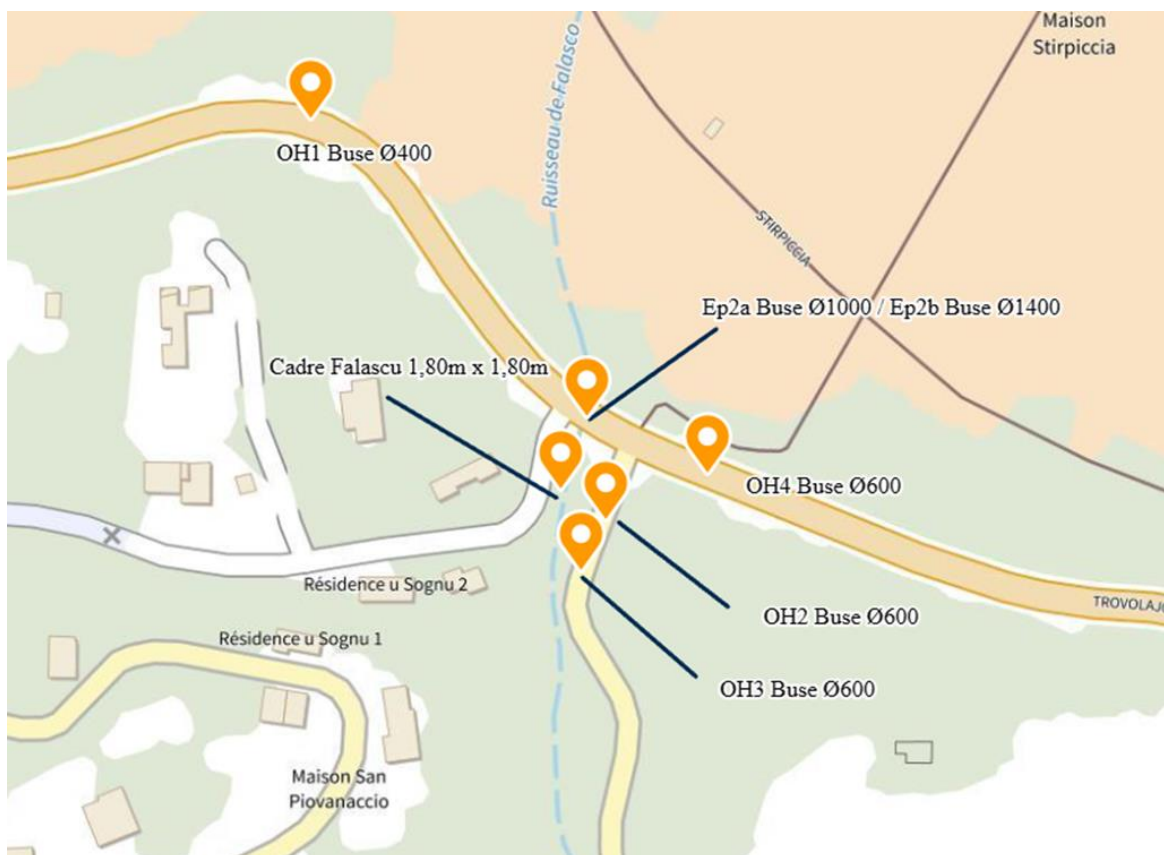 Maison
Stirpiccia
Ruisseau de Falasco
OH1 Buse Ø400
STIRPICCIA
Ep2a Buse Ø1000 / Ep2b Buse Ø1400
Cadre Falascu 1,80m x 1,80m
OH4 Buse Ø600
Résidence u Sognu 2
TROVOLAJO
OH2 Buse Ø600
Résidence u Sognu 1
OH3 Buse Ø600
Maison San
Piovanaccio